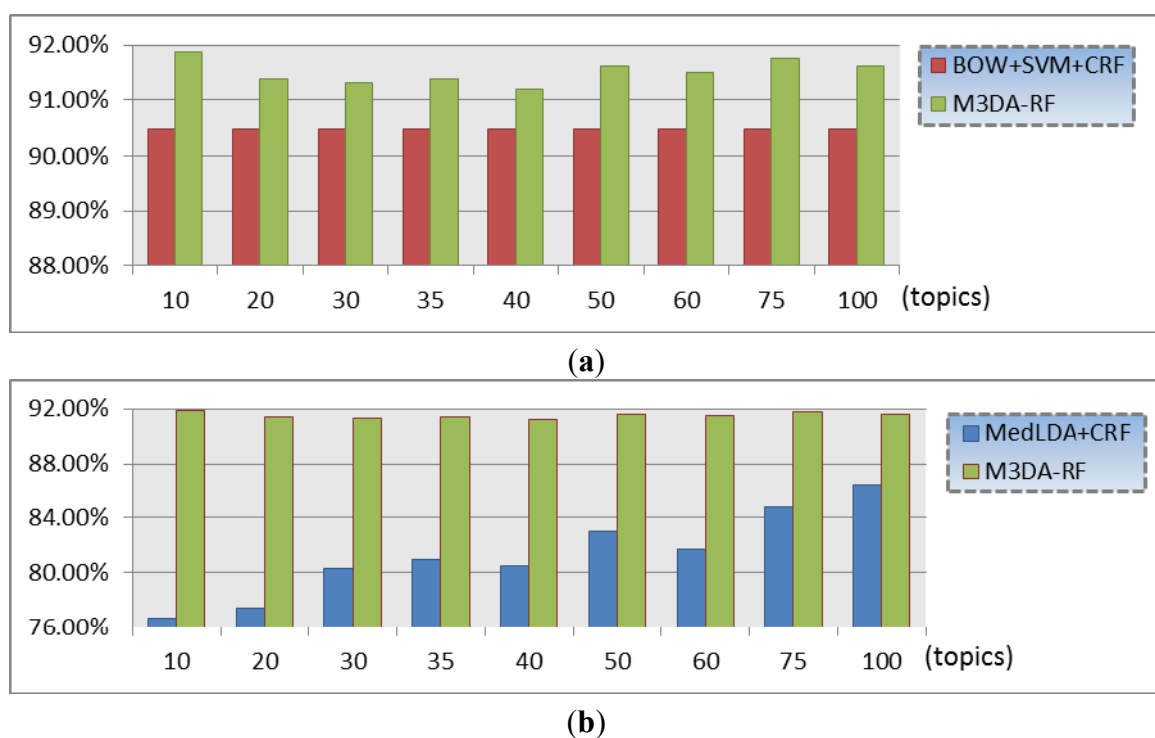 92.00%
91.00%
90.00%
89.00%
88.00%
10 20 30 35 40 50 60 75 100 (topics)
BOW+SVM+CRF
M3DA-RF
(a)
92.00%
88.00%
84.00%
80.00%
76.00%
10 20 30 35 40 50 60 75 100 (topics)
MedLDA+CRF
M3DA-RF
(b)